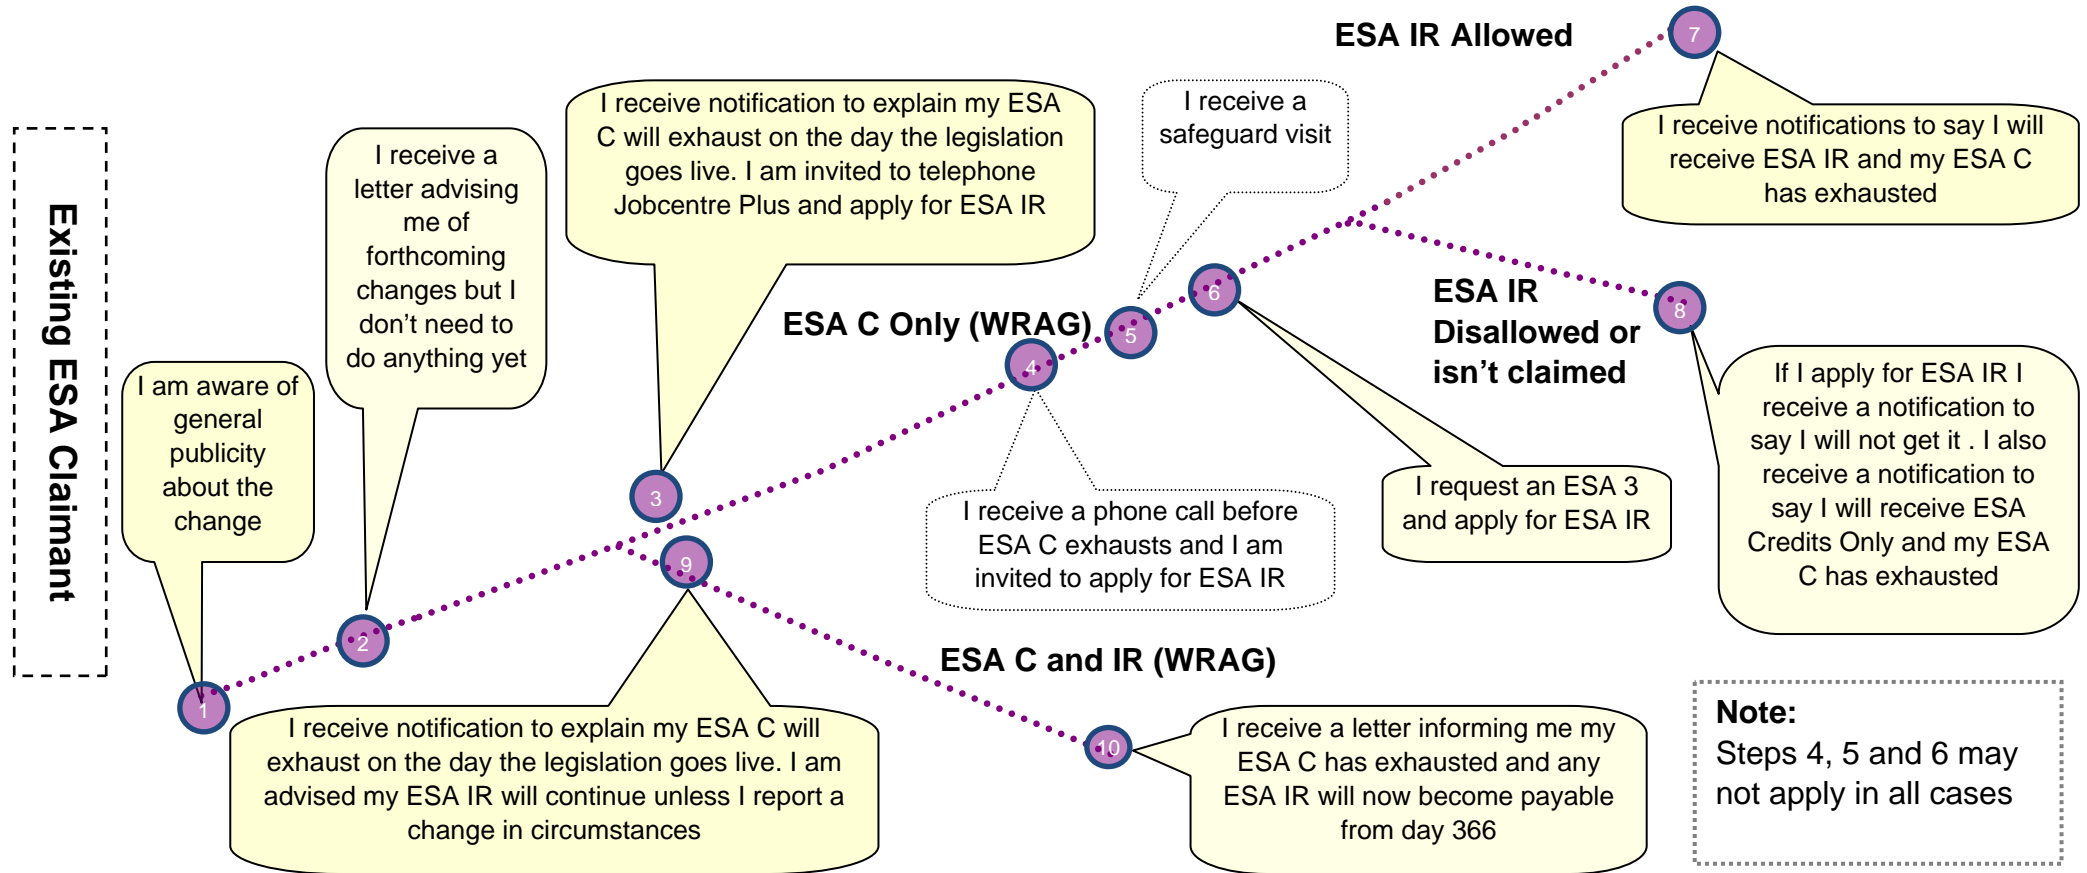 Existing ESA Claimant
1
I am aware of
general
publicity
about the
change
2
I receive a
letter advising
me of
forthcoming
changes but I
don’t need to
do anything yet
3
I receive notification to explain my ESA
C will exhaust on the day the legislation
goes live. I am invited to telephone
Jobcentre Plus and apply for ESA IR
ESA C Only (WRAG)
4
I receive a phone call before
ESA C exhausts and I am
invited to apply for ESA IR
5
I receive a
safeguard visit
6
I request an ESA 3
and apply for ESA IR
ESA IR Allowed
7
I receive notifications to say I will
receive ESA IR and my ESA C
has exhausted
ESA IR
Disallowed or
isn’t claimed
8
If I apply for ESA IR I
receive a notification to
say I will not get it . I also
receive a notification to
say I will receive ESA
Credits Only and my ESA
C has exhausted
9
I receive notification to explain my ESA C will
exhaust on the day the legislation goes live. I am
advised my ESA IR will continue unless I report a
change in circumstances
ESA C and IR (WRAG)
10
I receive a letter informing me my
ESA C has exhausted and any
ESA IR will now become payable
from day 366
Note:
Steps 4, 5 and 6 may
not apply in all cases